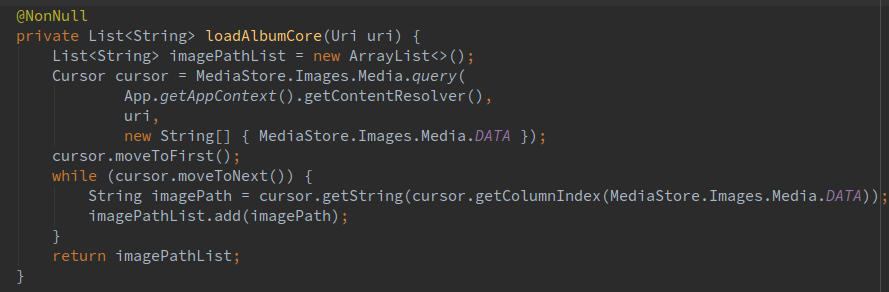 @NonNull
private List<String> loadAlbumCore(Uri uri) {
    List<String> imagePathList = new ArrayList<>();
    Cursor cursor = MediaStore.Images.Media.query(
            App.getAppContext().getContentResolver(),
            uri,
            new String[] { MediaStore.Images.Media.DATA });
    cursor.moveToFirst();
    while (cursor.moveToNext()) {
        String imagePath = cursor.getString(cursor.getColumnIndex(MediaStore.Images.Media.DATA));
        imagePathList.add(imagePath);
    }
    return imagePathList;
}